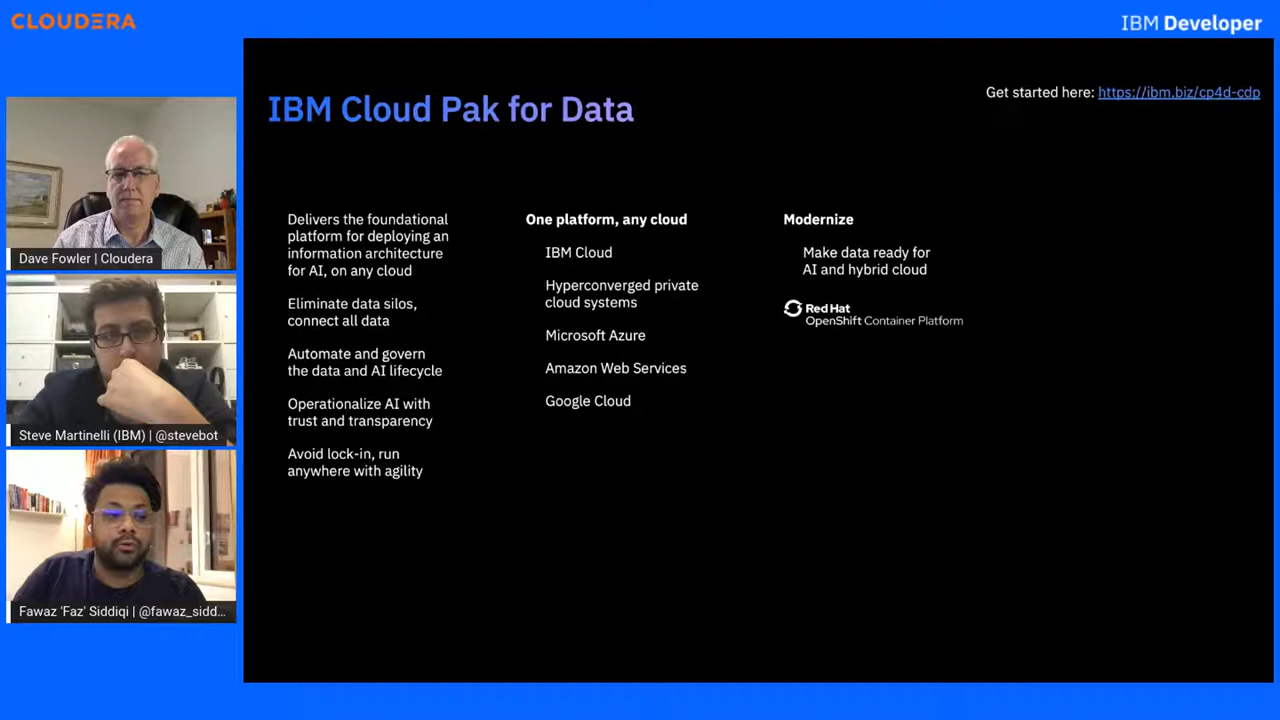 CLOUDERA
IBM Developer
IBM Cloud Pak for Data
Get started here: https://ibm.biz/cp4d-cdp
Delivers the foundational
platform for deploying an
information architecture
for AI, on any cloud
Eliminate data silos,
connect all data
Automate and govern
the data and AI lifecycle
Operationalize AI with
trust and transparency
Avoid lock-in, run
anywhere with agility
One platform, any cloud
IBM Cloud
Hyperconverged private
cloud systems
Microsoft Azure
Amazon Web Services
Google Cloud
Modernize
Make data ready for
AI and hybrid cloud
Red Hat
OpenShift Container Platform
Dave Fowler | Cloudera
Steve Martinelli (IBM) | @stevebot
Fawaz 'Faz' Siddiqi | @fawaz_sidd...